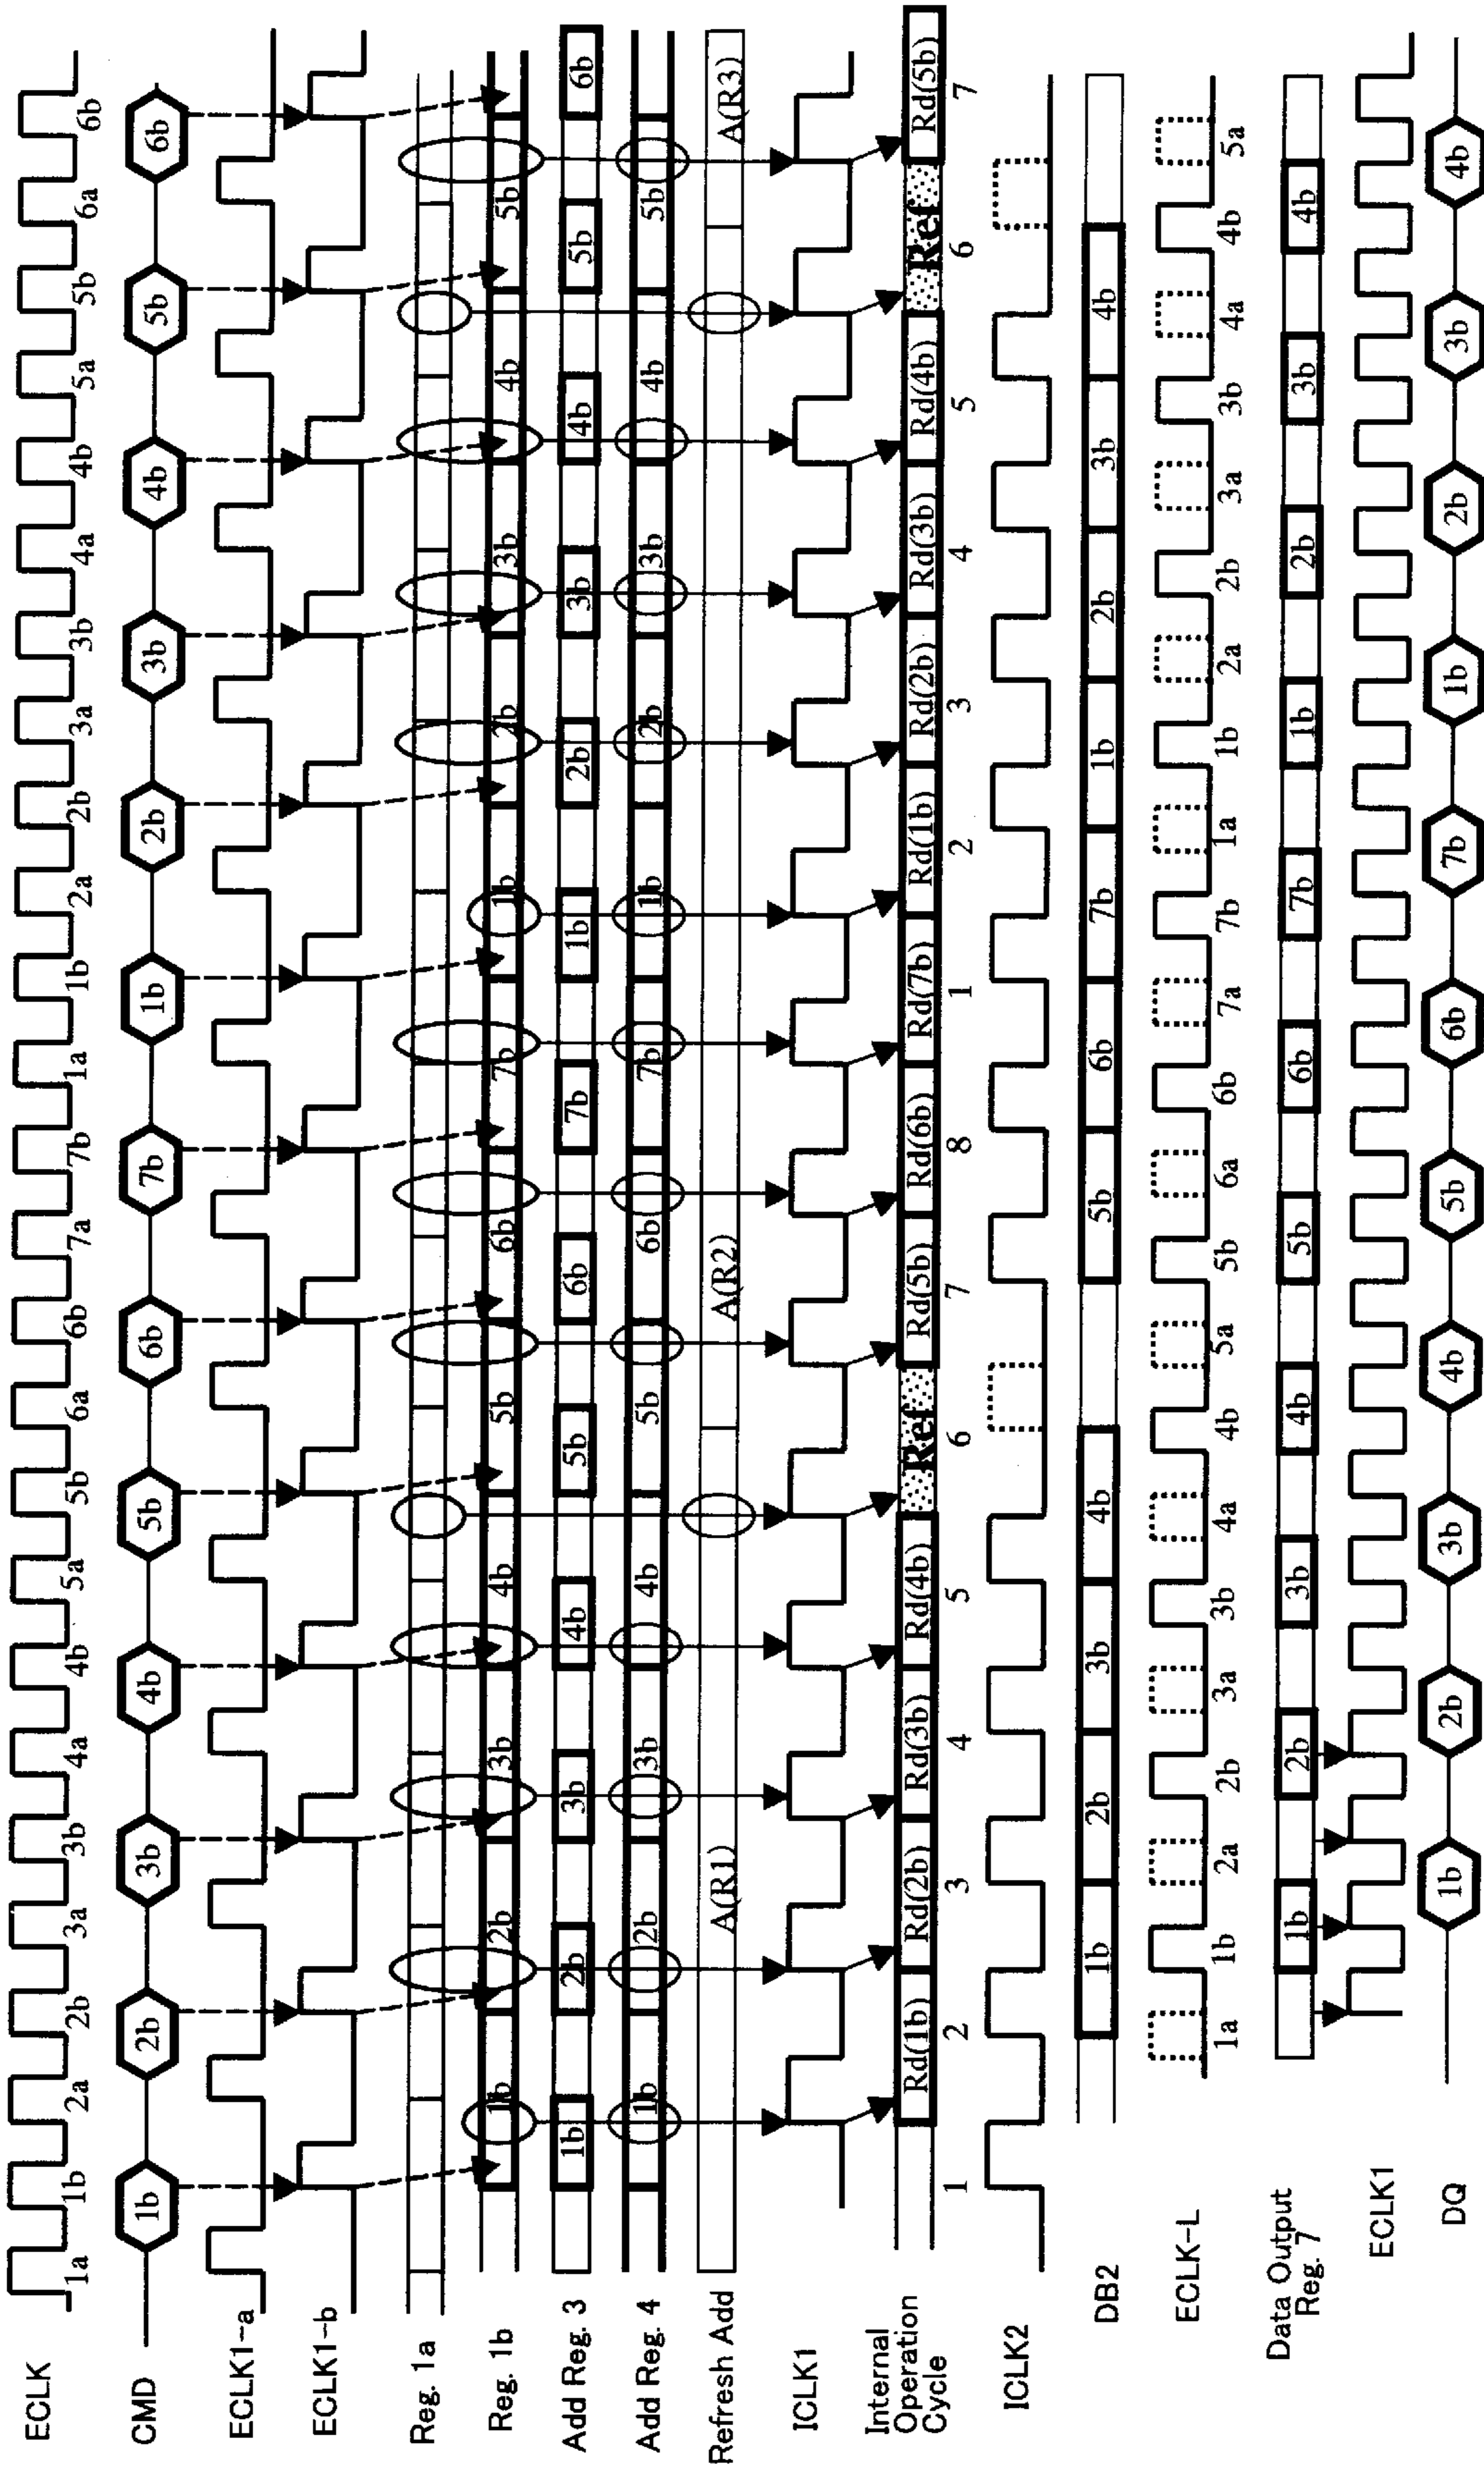 ECLK
1a 1b 2a 2b 3a 3b 4a 4b 5a 5b 6a 6b 7a 7b 1a 1b 2a 2b 3a 3b 4a 4b 5a 5b 6a 6b
CMD
1b 2b 3b 4b 5b 6b 7b 1b 2b 3b 4b 5b 6b
ECLK1-a
ECLK1-b
Reg. 1a
Reg. 1b
1b 2b 3b 4b 5b 6b 7b 1b 2b 3b 4b 5b
Add Reg. 3
1b 2b 3b 4b 5b 6b 7b 1b 2b 3b 4b 5b 6b
Add Reg. 4
1b 2b 3b 4b 5b 6b 7b 1b 2b 3b 4b 5b
Refresh Add
A(R1) A(R2) A(R3)
ICLK1
Internal
Operation
Cycle
Rd(1b) Rd(2b) Rd(3b) Rd(4b) Ref Rd(5b) Rd(6b) Rd(7b) Rd(1b) Rd(2b) Rd(3b) Rd(4b) Ref Rd(5b)
1 2 3 4 5 6 7 8 1 2 3 4 5 6 7
ICLK2
DB2
1b 2b 3b 4b 5b 6b 7b 1b 2b 3b 4b
ECLK-L
1a 1b 2a 2b 3a 3b 4a 4b 5a 5b 6a 6b 7a 7b 1a 1b 2a 2b 3a 3b 4a 4b 5a
Data Output
Reg. 7
1b 2b 3b 4b 5b 6b 7b 1b 2b 3b 4b
ECLK1
DQ
1b 2b 3b 4b 5b 6b 7b 1b 2b 3b 4b